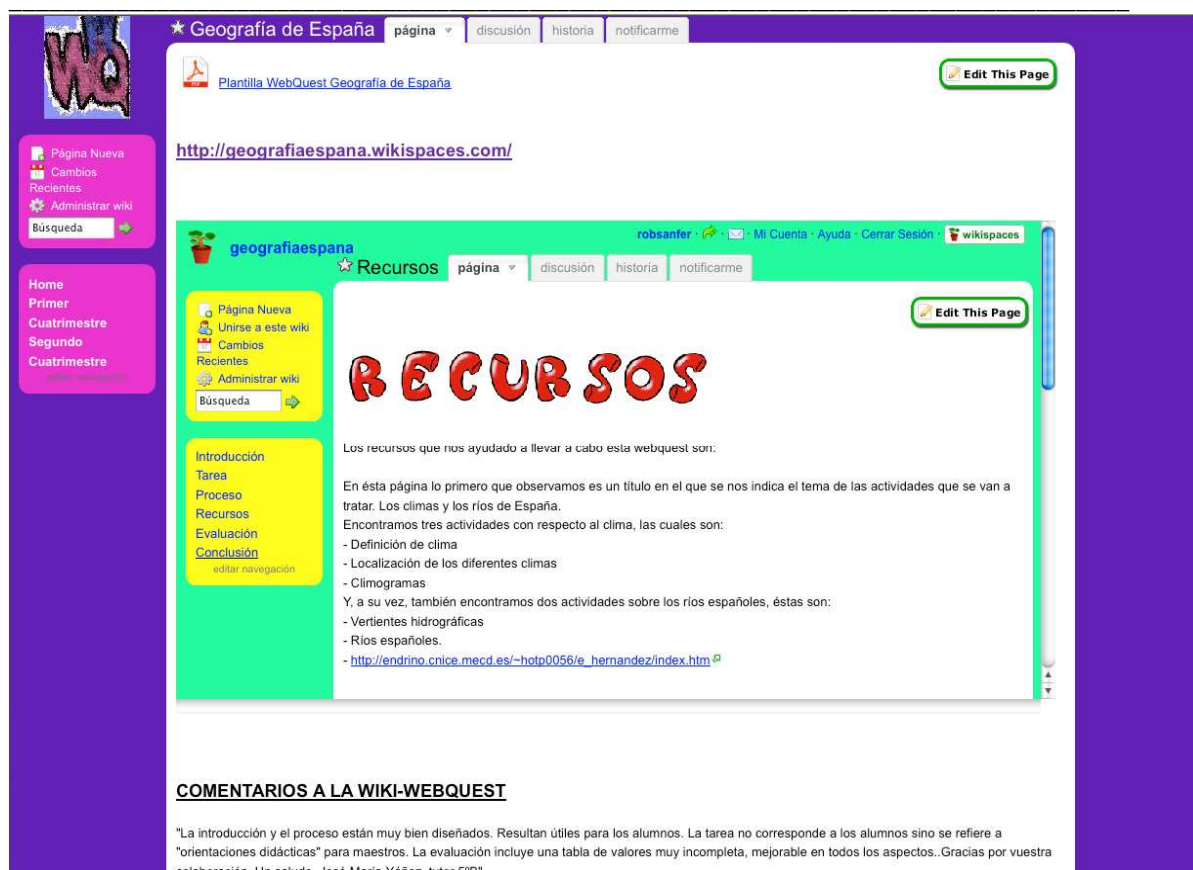 Geografía de España página discusión historia notificarme
Plantilla WebQuest Geografia de España
Edit This Page
Página Nueva
Cambios
Recientes
Administrar wiki
Búsqueda
Home
Primer
Cuatrimestre
Segundo
Cuatrimestre
http://geografiaespana.wikispaces.com/
geografiaespana
robsanfer · Mi Cuenta · Ayuda · Cerrar Sesión · wikispaces
Recursos página discusión historia notificarme
Edit This Page
Página Nueva
Unirse a este wiki
Cambios
Recientes
Administrar wiki
Búsqueda
Introducción
Tarea
Proceso
Recursos
Evaluación
Conclusión
editar navegación
RECURSOS
Los recursos que nos ayudado a llevar a cabo esta webquest son:
En ésta página lo primero que observamos es un título en el que se nos indica el tema de las actividades que se van a
tratar. Los climas y los ríos de España.
Encontramos tres actividades con respecto al clima, las cuales son:
- Definición de clima
- Localización de los diferentes climas
- Climogramas
Y, a su vez, también encontramos dos actividades sobre los ríos españoles, éstas son:
- Vertientes hidrográficas
- Ríos españoles.
- http://endrino.cnice.mecd.es/~hotp0056/e_hernandez/index.htm
COMENTARIOS A LA WIKI-WEBQUEST
"La introducción y el proceso están muy bien diseñados. Resultan útiles para los alumnos. La tarea no corresponde a los alumnos sino se refiere a
"orientaciones didácticas" para maestros. La evaluación incluye una tabla de valores muy incompleta, mejorable en todos los aspectos..Gracias por vuestra
colaboración. Un saludo. José María Yáñez, tutor 5ºB"